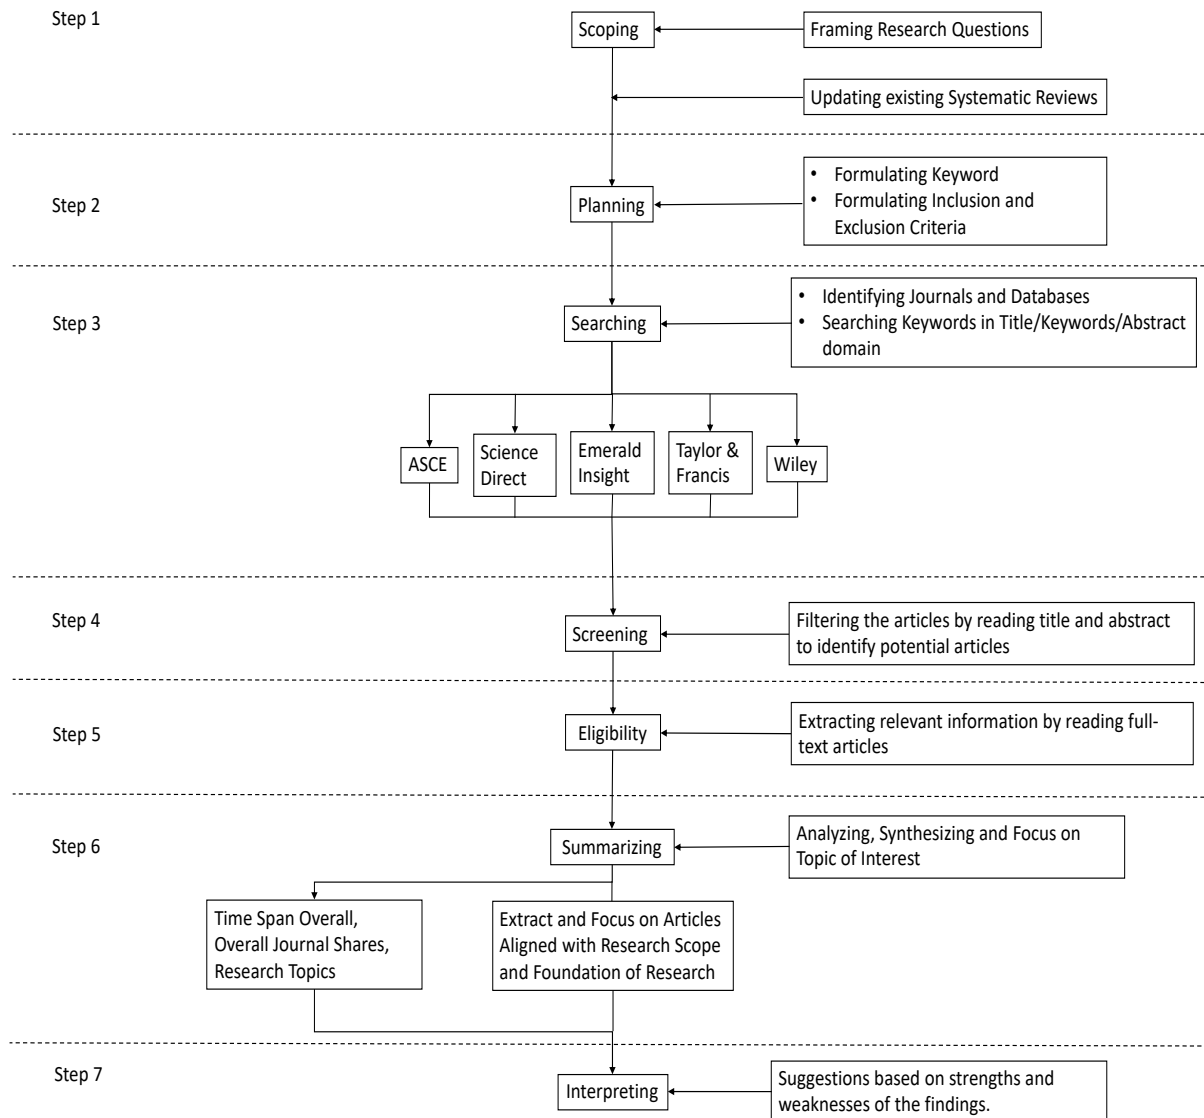 Step 1
Scoping
Framing Research Questions
Updating existing Systematic Reviews
Step 2
Planning
• Formulating Keyword
• Formulating Inclusion and
Exclusion Criteria
Step 3
Searching
• Identifying Journals and Databases
• Searching Keywords in Title/Keywords/Abstract
domain
ASCE
Science
Direct
Emerald
Insight
Taylor &
Francis
Wiley
Step 4
Screening
Filtering the articles by reading title and abstract
to identify potential articles
Step 5
Eligibility
Extracting relevant information by reading full-
text articles
Step 6
Summarizing
Analyzing, Synthesizing and Focus on
Topic of Interest
Time Span Overall,
Overall Journal Shares,
Research Topics
Extract and Focus on Articles
Aligned with Research Scope
and Foundation of Research
Step 7
Interpreting
Suggestions based on strengths and
weaknesses of the findings.